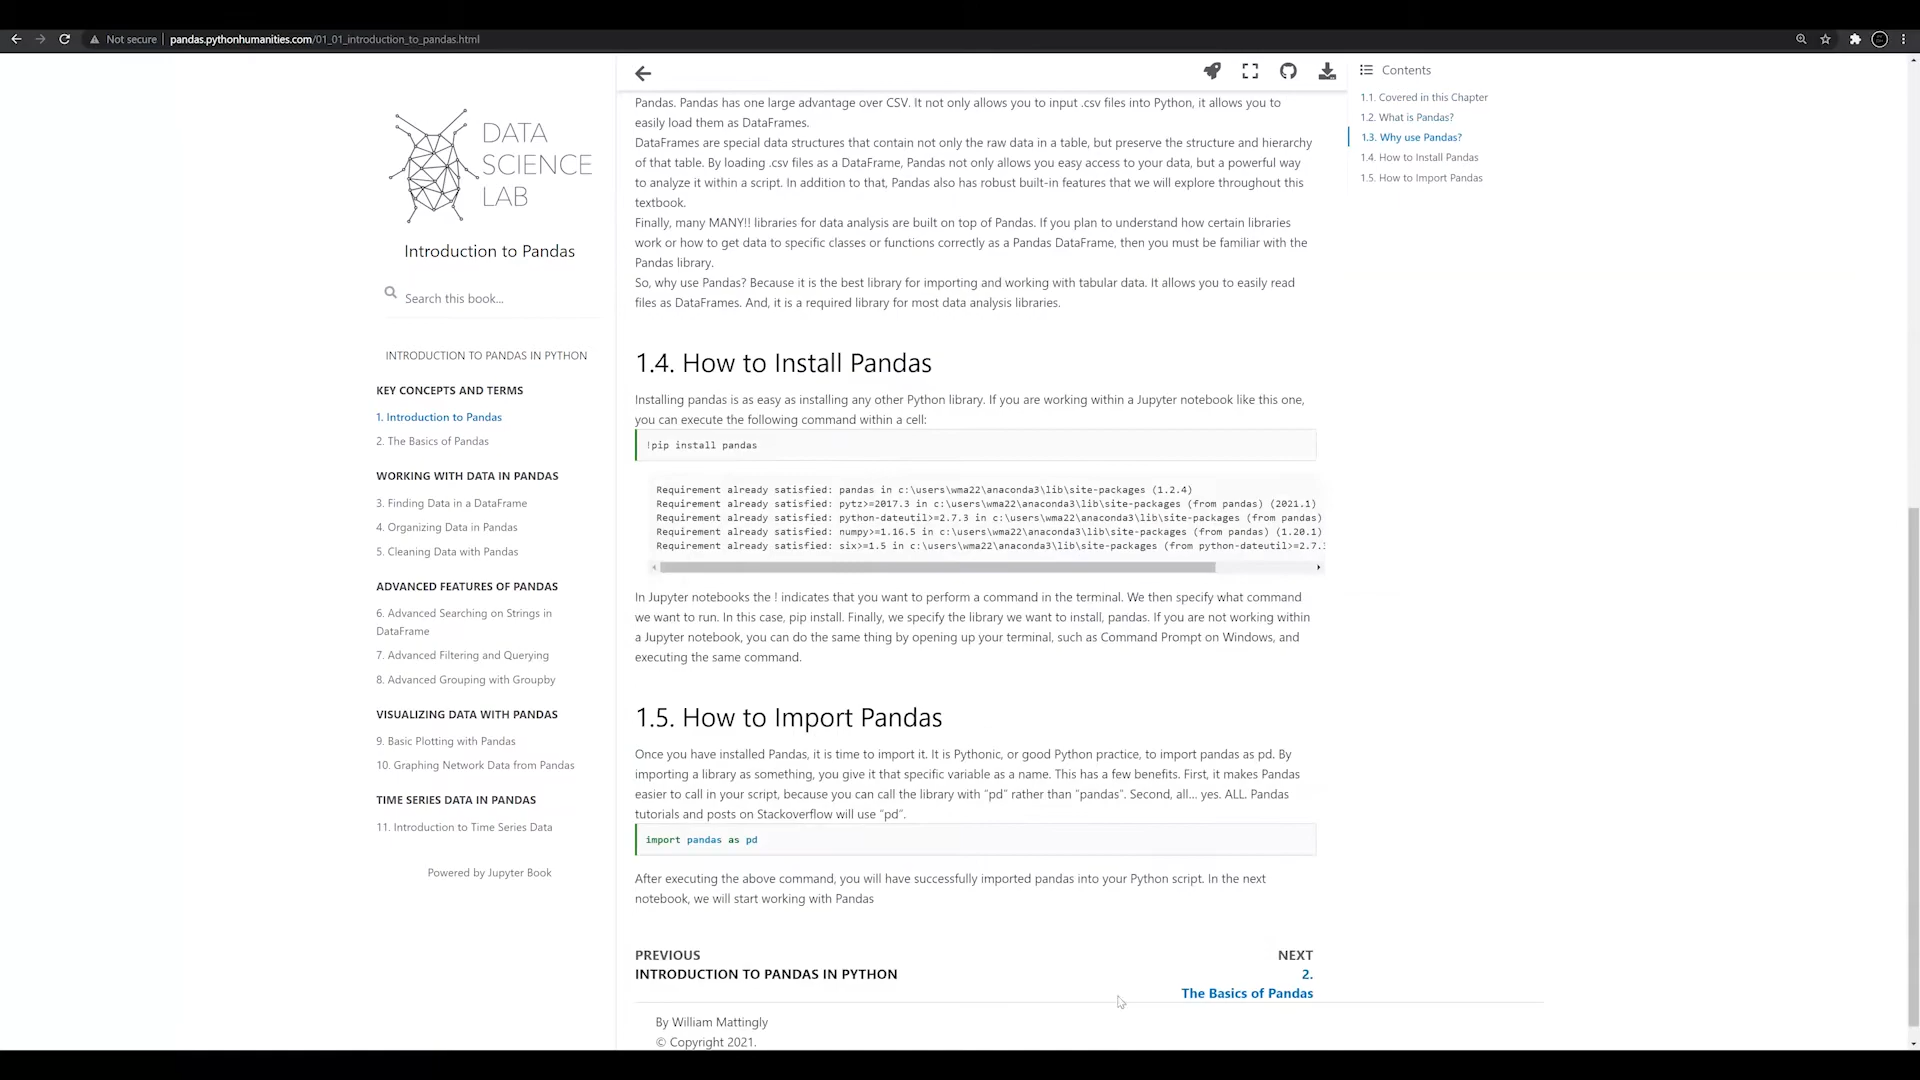 Not secure
pandas.pythonhumanities.com/01_01_introduction_to_pandas.html
DATA
SCIENCE
LAB
Introduction to Pandas
Search this book...
INTRODUCTION TO PANDAS IN PYTHON
KEY CONCEPTS AND TERMS
1. Introduction to Pandas
2. The Basics of Pandas
WORKING WITH DATA IN PANDAS
3. Finding Data in a DataFrame
4. Organizing Data in Pandas
5. Cleaning Data with Pandas
ADVANCED FEATURES OF PANDAS
6. Advanced Searching on Strings in
DataFrame
7. Advanced Filtering and Querying
8. Advanced Grouping with Groupby
VISUALIZING DATA WITH PANDAS
9. Basic Plotting with Pandas
10. Graphing Network Data from Pandas
TIME SERIES DATA IN PANDAS
11. Introduction to Time Series Data
Powered by Jupyter Book
Pandas. Pandas has one large advantage over CSV. It not only allows you to input .csv files into Python, it allows you to
easily load them as DataFrames.
DataFrames are special data structures that contain not only the raw data in a table, but preserve the structure and hierarchy
of that table. By loading .csv files as a DataFrame, Pandas not only allows you easy access to your data, but a powerful way
to analyze it within a script. In addition to that, Pandas also has robust built-in features that we will explore throughout this
textbook.
Finally, many MANY!! libraries for data analysis are built on top of Pandas. If you plan to understand how certain libraries
work or how to get data to specific classes or functions correctly as a Pandas DataFrame, then you must be familiar with the
Pandas library.
So, why use Pandas? Because it is the best library for importing and working with tabular data. It allows you to easily read
files as DataFrames. And, it is a required library for most data analysis libraries.
1.4. How to Install Pandas
Installing pandas is as easy as installing any other Python library. If you are working within a Jupyter notebook like this one,
you can execute the following command within a cell:
!pip install pandas
Requirement already satisfied: pandas in c:\users\wma22\anaconda3\lib\site-packages (1.2.4)
Requirement already satisfied: pytz>=2017.3 in c:\users\wma22\anaconda3\lib\site-packages (from pandas) (2021.1)
Requirement already satisfied: python-dateutil>=2.7.3 in c:\users\wma22\anaconda3\lib\site-packages (from pandas)
Requirement already satisfied: numpy>=1.16.5 in c:\users\wma22\anaconda3\lib\site-packages (from pandas) (1.20.1)
Requirement already satisfied: six>=1.5 in c:\users\wma22\anaconda3\lib\site-packages (from python-dateutil>=2.7.3
In Jupyter notebooks the ! indicates that you want to perform a command in the terminal. We then specify what command
we want to run. In this case, pip install. Finally, we specify the library we want to install, pandas. If you are not working within
a Jupyter notebook, you can do the same thing by opening up your terminal, such as Command Prompt on Windows, and
executing the same command.
1.5. How to Import Pandas
Once you have installed Pandas, it is time to import it. It is Pythonic, or good Python practice, to import pandas as pd. By
importing a library as something, you give it that specific variable as a name. This has a few benefits. First, it makes Pandas
easier to call in your script, because you can call the library with “pd” rather than “pandas”. Second, all... yes. ALL. Pandas
tutorials and posts on Stackoverflow will use “pd”.
import pandas as pd
After executing the above command, you will have successfully imported pandas into your Python script. In the next
notebook, we will start working with Pandas
PREVIOUS
INTRODUCTION TO PANDAS IN PYTHON
NEXT
2.
The Basics of Pandas
By William Mattingly
© Copyright 2021.
Contents
1.1. Covered in this Chapter
1.2. What is Pandas?
1.3. Why use Pandas?
1.4. How to Install Pandas
1.5. How to Import Pandas